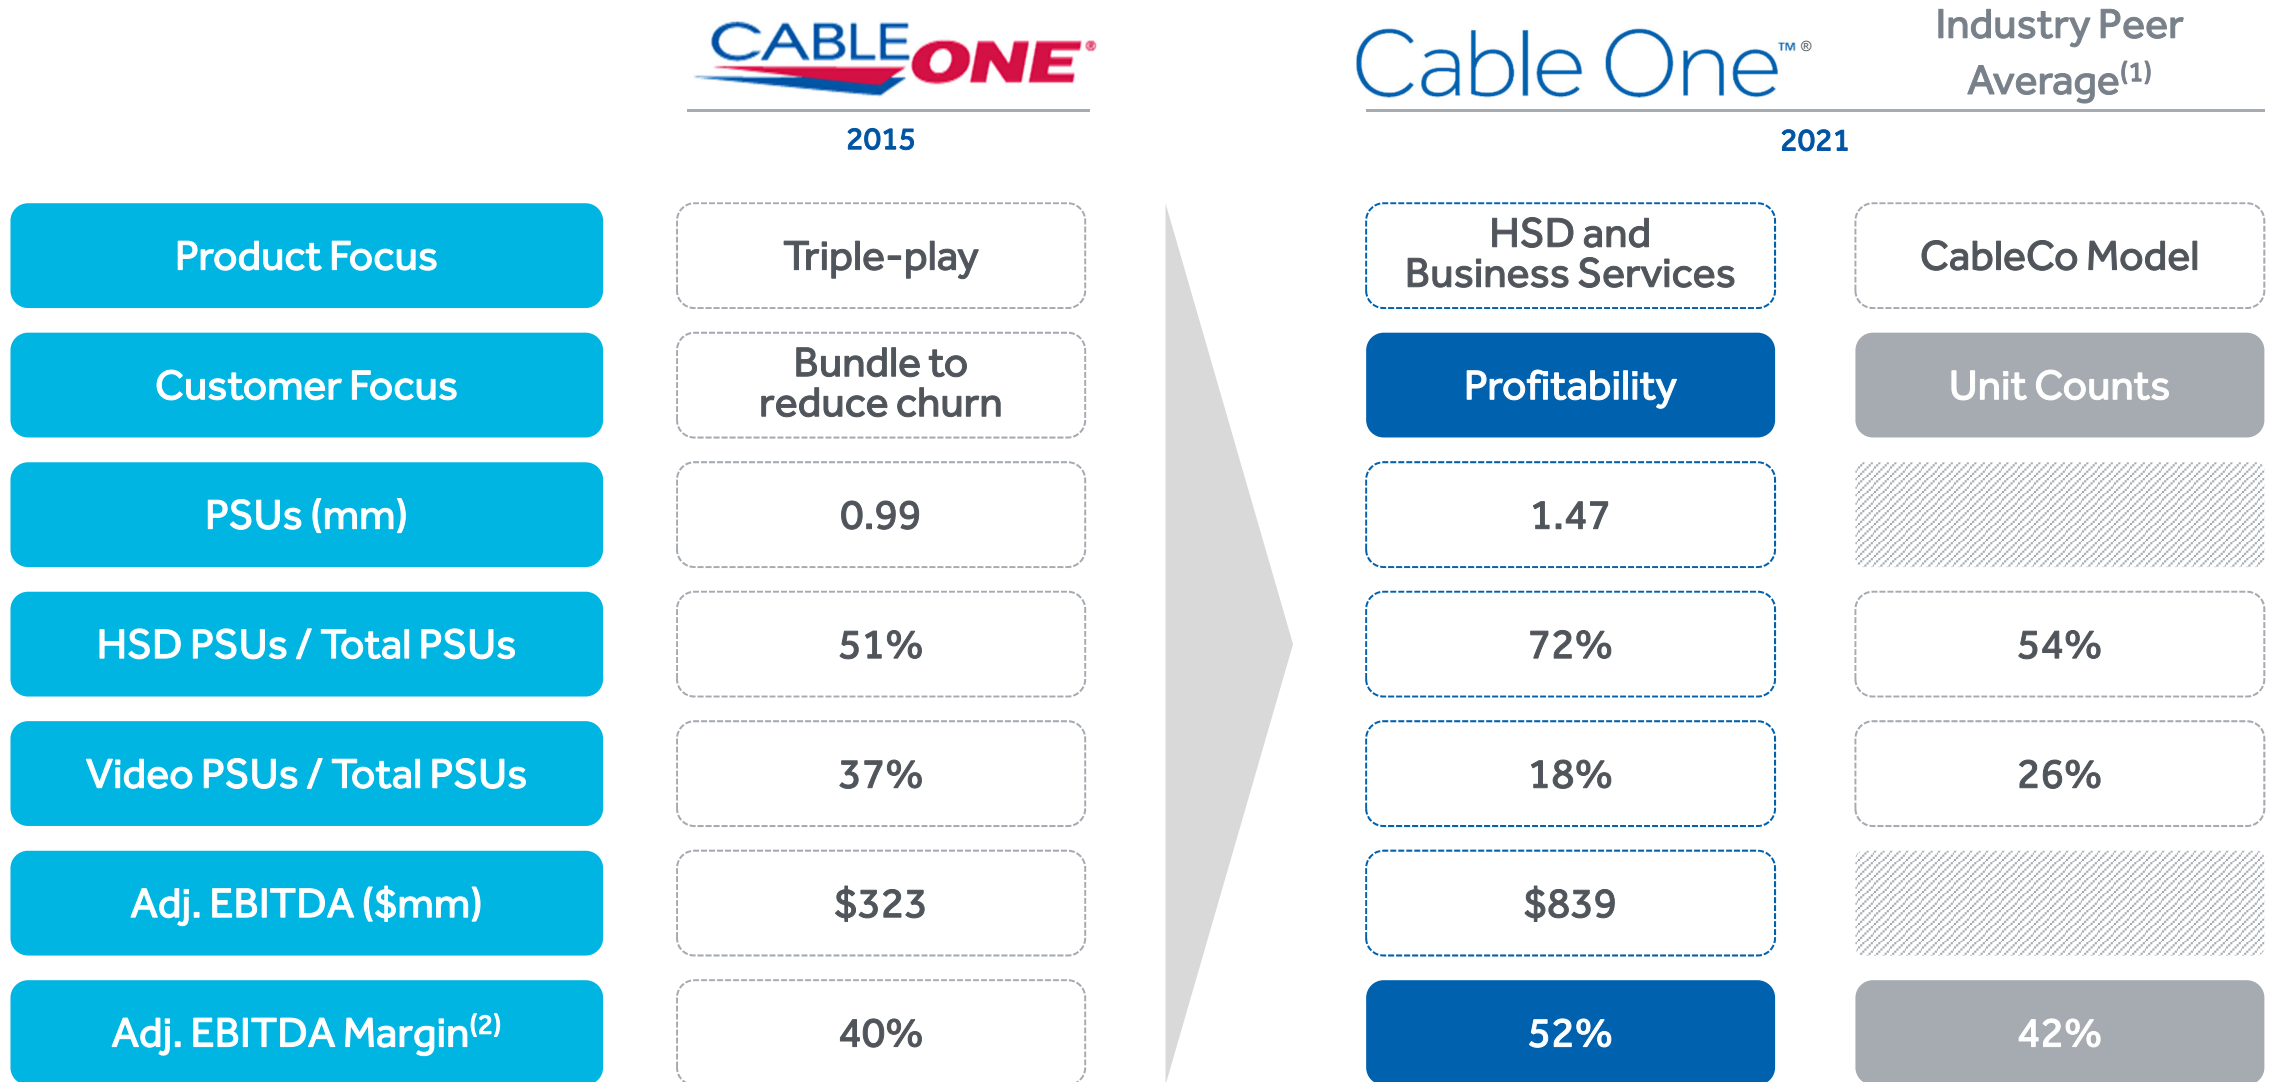 CABLE ONE®
Cable One™®
Industry Peer
Average(1)
2015
2021
Product Focus
Triple-play
HSD and
Business Services
CableCo Model
Customer Focus
Bundle to
reduce churn
Profitability
Unit Counts
PSUs (mm)
0.99
1.47
HSD PSUs / Total PSUs
51%
72%
54%
Video PSUs / Total PSUs
37%
18%
26%
Adj. EBITDA ($mm)
$323
$839
Adj. EBITDA Margin(2)
40%
52%
42%